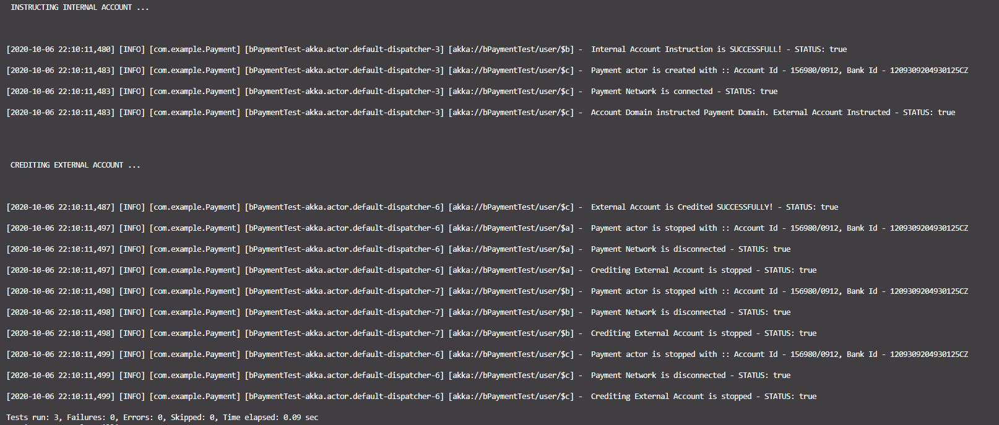 INSTRUCTING INTERNAL ACCOUNT ...
[2020-10-06 22:10:11,480] [INFO] [com.example.Payment] [bPaymentTest-akka.actor.default-dispatcher-3] [akka://bPaymentTest/user/$b] -  Internal Account Instruction is SUCCESSFULL! - STATUS: true
[2020-10-06 22:10:11,483] [INFO] [com.example.Payment] [bPaymentTest-akka.actor.default-dispatcher-3] [akka://bPaymentTest/user/$c] -  Payment actor is created with :: Account Id - 156980/0912, Bank Id - 1209309204930125CZ
[2020-10-06 22:10:11,483] [INFO] [com.example.Payment] [bPaymentTest-akka.actor.default-dispatcher-3] [akka://bPaymentTest/user/$c] -  Payment Network is connected - STATUS: true
[2020-10-06 22:10:11,483] [INFO] [com.example.Payment] [bPaymentTest-akka.actor.default-dispatcher-3] [akka://bPaymentTest/user/$c] -  Account Domain instructed Payment Domain. External Account Instructed - STATUS: true
CREDITING EXTERNAL ACCOUNT ...
[2020-10-06 22:10:11,487] [INFO] [com.example.Payment] [bPaymentTest-akka.actor.default-dispatcher-6] [akka://bPaymentTest/user/$c] -  External Account is Credited SUCCESSFULLY! - STATUS: true
[2020-10-06 22:10:11,497] [INFO] [com.example.Payment] [bPaymentTest-akka.actor.default-dispatcher-6] [akka://bPaymentTest/user/$a] -  Payment actor is stopped with :: Account Id - 156980/0912, Bank Id - 1209309204930125CZ
[2020-10-06 22:10:11,497] [INFO] [com.example.Payment] [bPaymentTest-akka.actor.default-dispatcher-6] [akka://bPaymentTest/user/$a] -  Payment Network is disconnected - STATUS: true
[2020-10-06 22:10:11,497] [INFO] [com.example.Payment] [bPaymentTest-akka.actor.default-dispatcher-6] [akka://bPaymentTest/user/$a] -  Crediting External Account is stopped - STATUS: true
[2020-10-06 22:10:11,498] [INFO] [com.example.Payment] [bPaymentTest-akka.actor.default-dispatcher-7] [akka://bPaymentTest/user/$b] -  Payment actor is stopped with :: Account Id - 156980/0912, Bank Id - 1209309204930125CZ
[2020-10-06 22:10:11,498] [INFO] [com.example.Payment] [bPaymentTest-akka.actor.default-dispatcher-7] [akka://bPaymentTest/user/$b] -  Payment Network is disconnected - STATUS: true
[2020-10-06 22:10:11,498] [INFO] [com.example.Payment] [bPaymentTest-akka.actor.default-dispatcher-7] [akka://bPaymentTest/user/$b] -  Crediting External Account is stopped - STATUS: true
[2020-10-06 22:10:11,499] [INFO] [com.example.Payment] [bPaymentTest-akka.actor.default-dispatcher-6] [akka://bPaymentTest/user/$c] -  Payment actor is stopped with :: Account Id - 156980/0912, Bank Id - 1209309204930125CZ
[2020-10-06 22:10:11,499] [INFO] [com.example.Payment] [bPaymentTest-akka.actor.default-dispatcher-6] [akka://bPaymentTest/user/$c] -  Payment Network is disconnected - STATUS: true
[2020-10-06 22:10:11,499] [INFO] [com.example.Payment] [bPaymentTest-akka.actor.default-dispatcher-6] [akka://bPaymentTest/user/$c] -  Crediting External Account is stopped - STATUS: true
Tests run: 3, Failures: 0, Errors: 0, Skipped: 0, Time elapsed: 0.09 sec